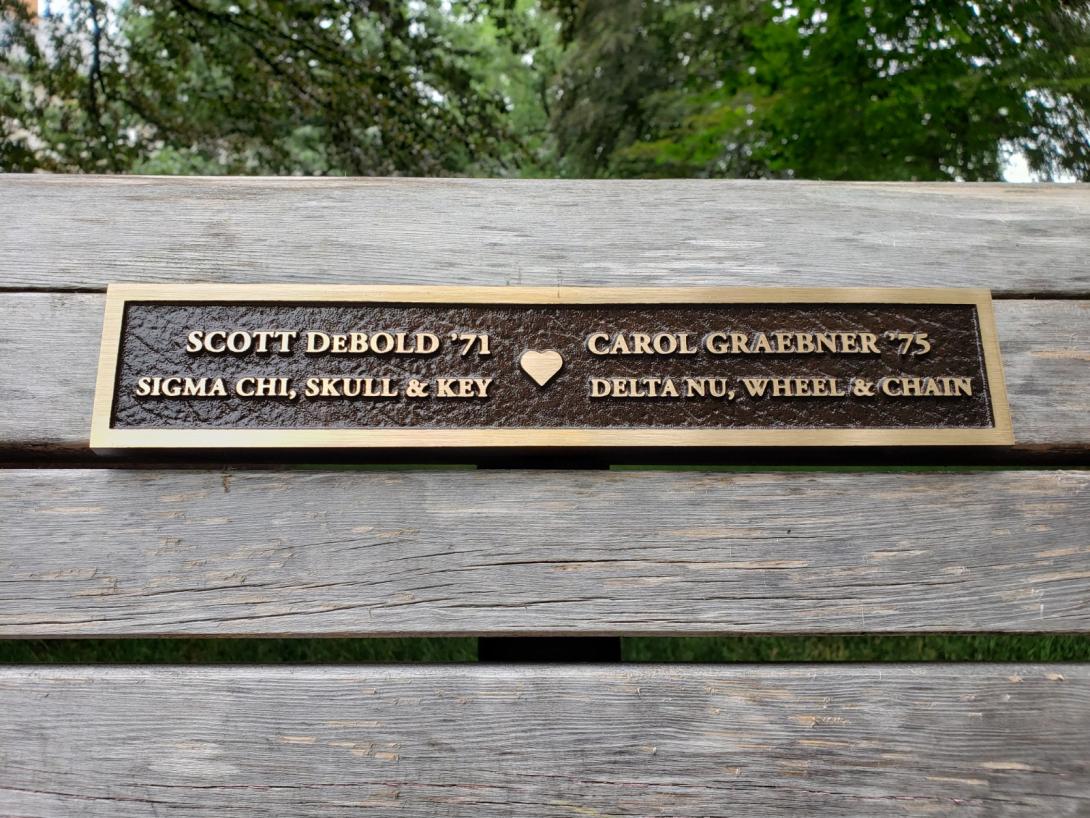 SCOTT DEBOLD ’71
SIGMA CHI, SKULL & KEY
CAROL GRAEBNER ’75
DELTA NU, WHEEL & CHAIN